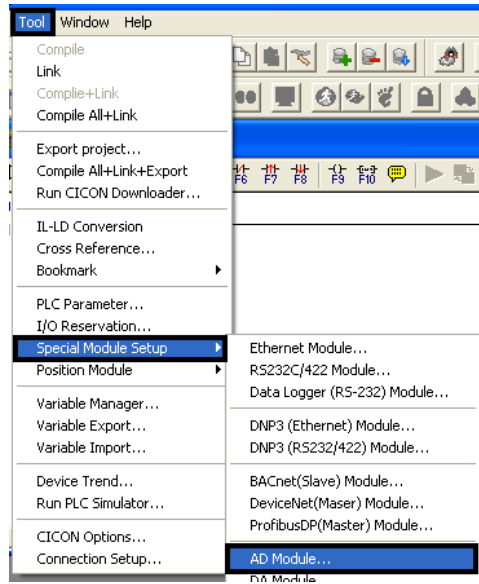 Tool Window Help
Compile
Link
Complie+Link
Compile All+Link
Export project...
Compile All+Link+Export
Run CICON Downloader...
F6 F7 F8 F9 F10
IL-LD Conversion
Cross Reference...
Bookmark
PLC Parameter...
I/O Reservation...
Special Module Setup
Position Module
Variable Manager...
Variable Export...
Variable Import...
Device Trend...
Run PLC Simulator...
CICON Options...
Connection Setup...
Ethernet Module...
RS232C/422 Module...
Data Logger (RS-232) Module...
DNP3 (Ethernet) Module...
DNP3 (RS232/422) Module...
BACnet(Slave) Module...
DeviceNet(Maser) Module...
ProfibusDP(Master) Module...
AD Module...
DA Module